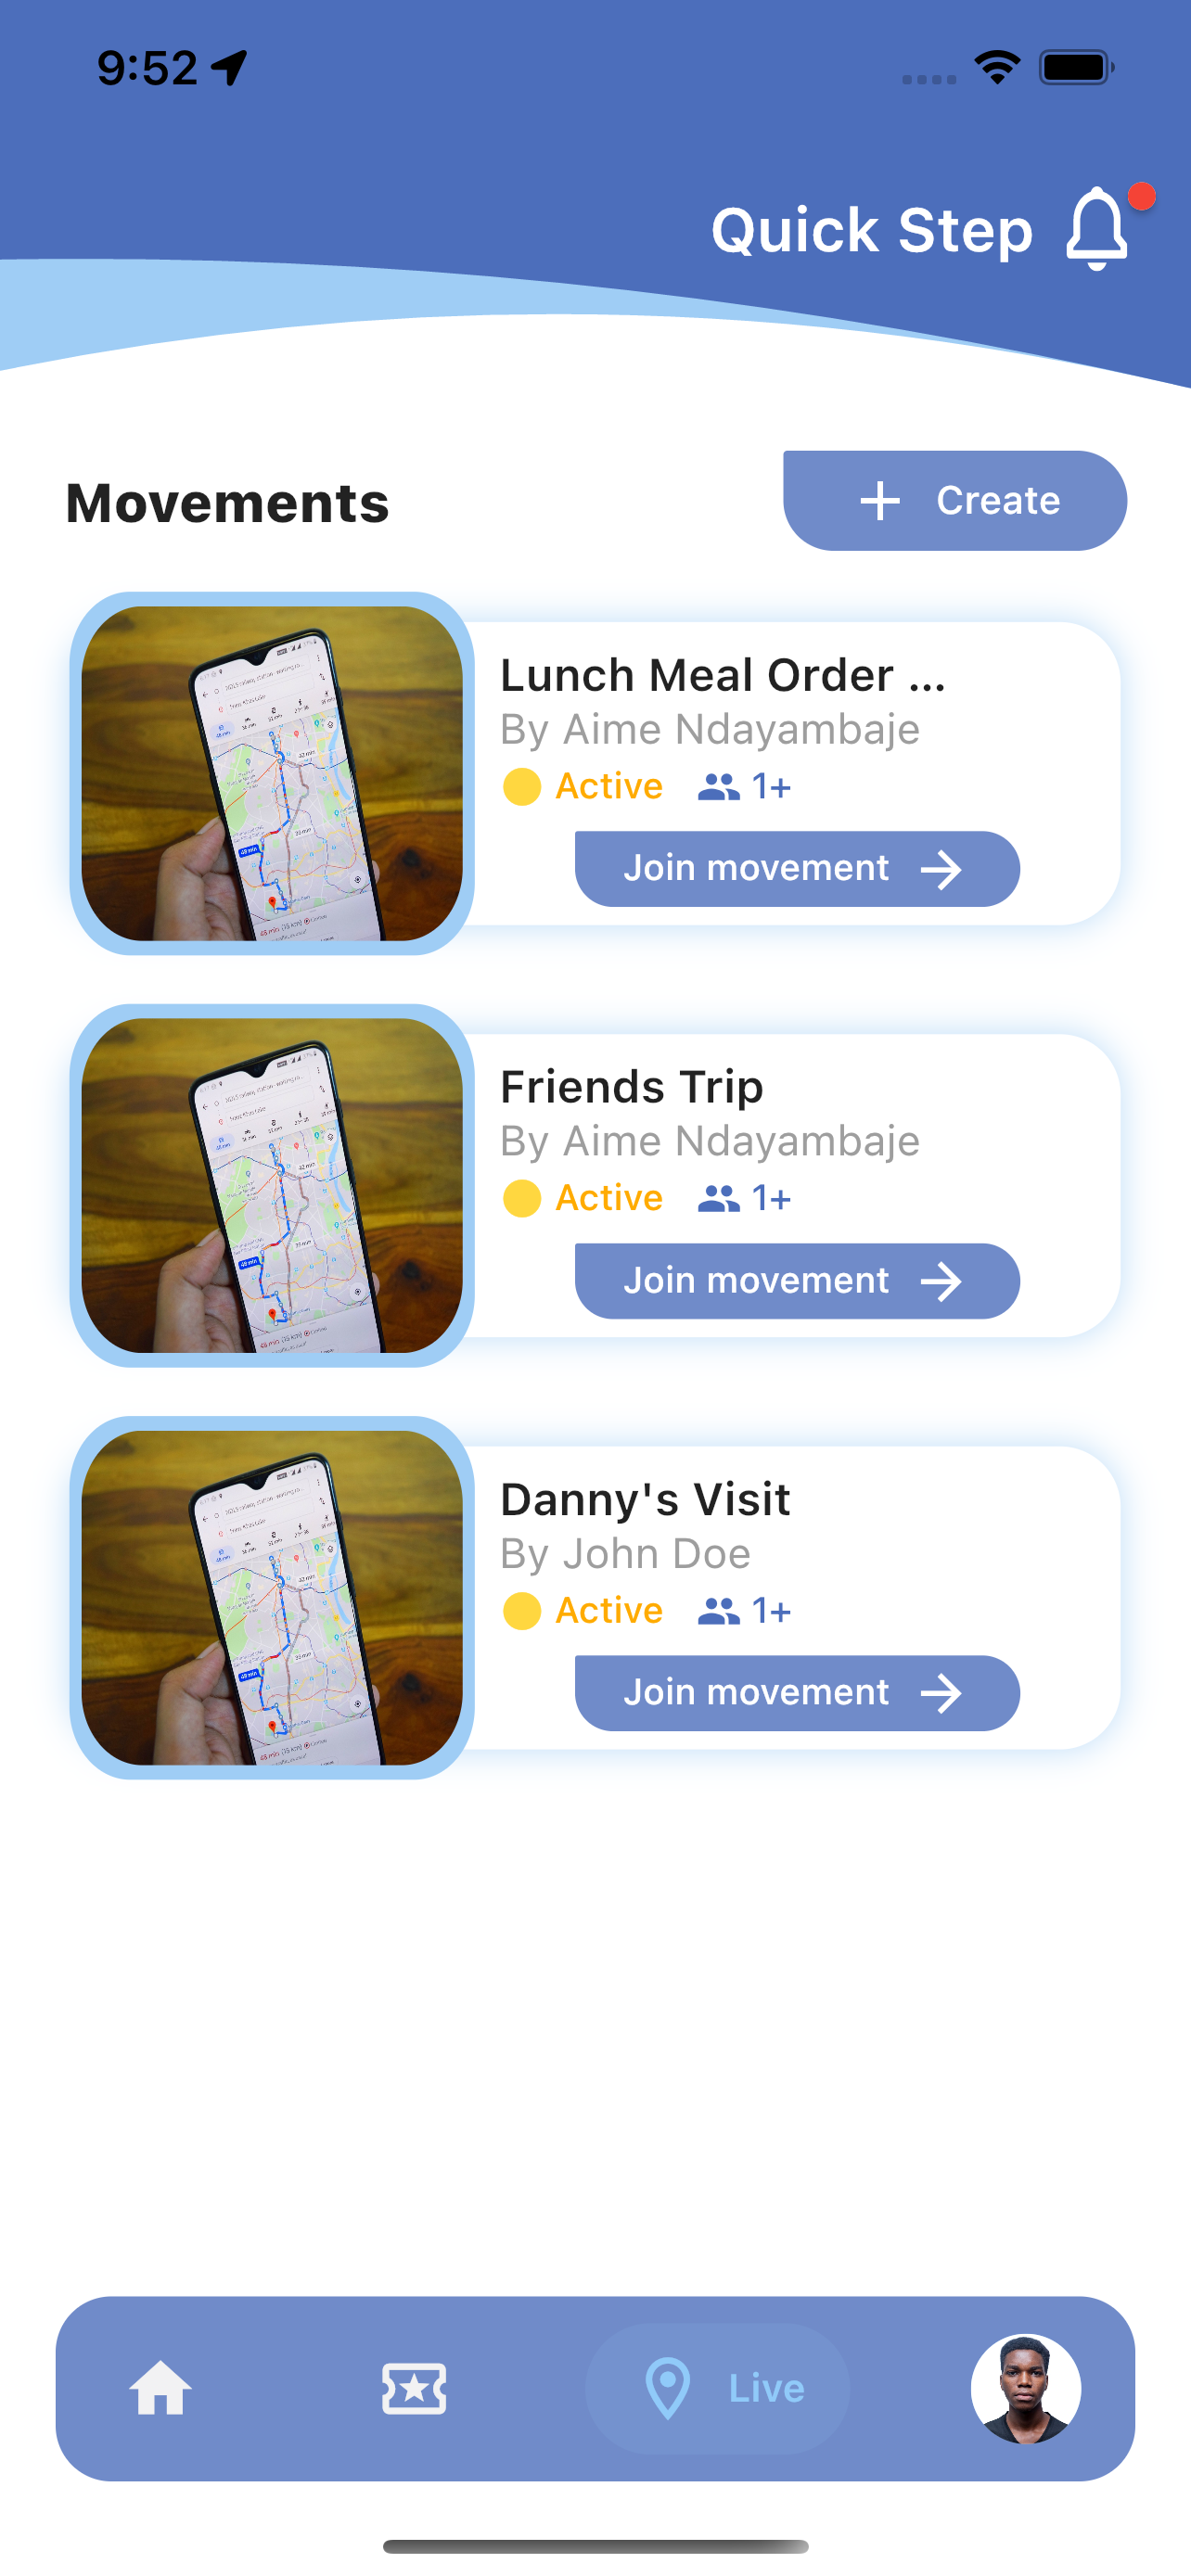 9:52
Quick Step
Movements
Create
Lunch Meal Order ...
By Aime Ndayambaje
Active 1+
Join movement
Friends Trip
By Aime Ndayambaje
Active 1+
Join movement
Danny's Visit
By John Doe
Active 1+
Join movement
Live